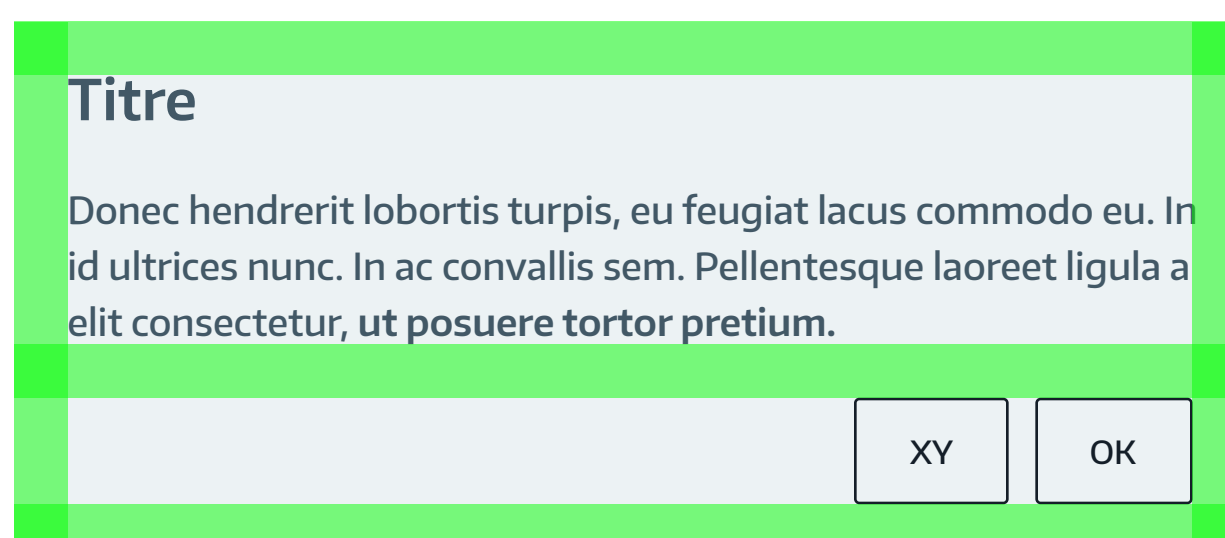 Titre
Donec hendrerit lobortis turpis, eu feugiat lacus commodo eu. In
id ultrices nunc. In ac convallis sem. Pellentesque laoreet ligula a
elit consectetur, ut posuere tortor pretium.
XY OK